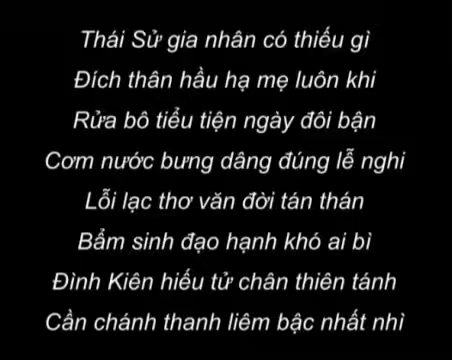 Thái Sử gia nhân có thiếu gì
Đích thân hầu hạ mẹ luôn khi
Rửa bô tiểu tiện ngày đôi bận
Cơm nước bưng dâng đúng lễ nghi
Lỗi lạc thơ văn đời tán thán
Bẩm sinh đạo hạnh khó ai bì
Đình Kiên hiếu tử chân thiên tánh
Cần chánh thanh liêm bậc nhất nhì